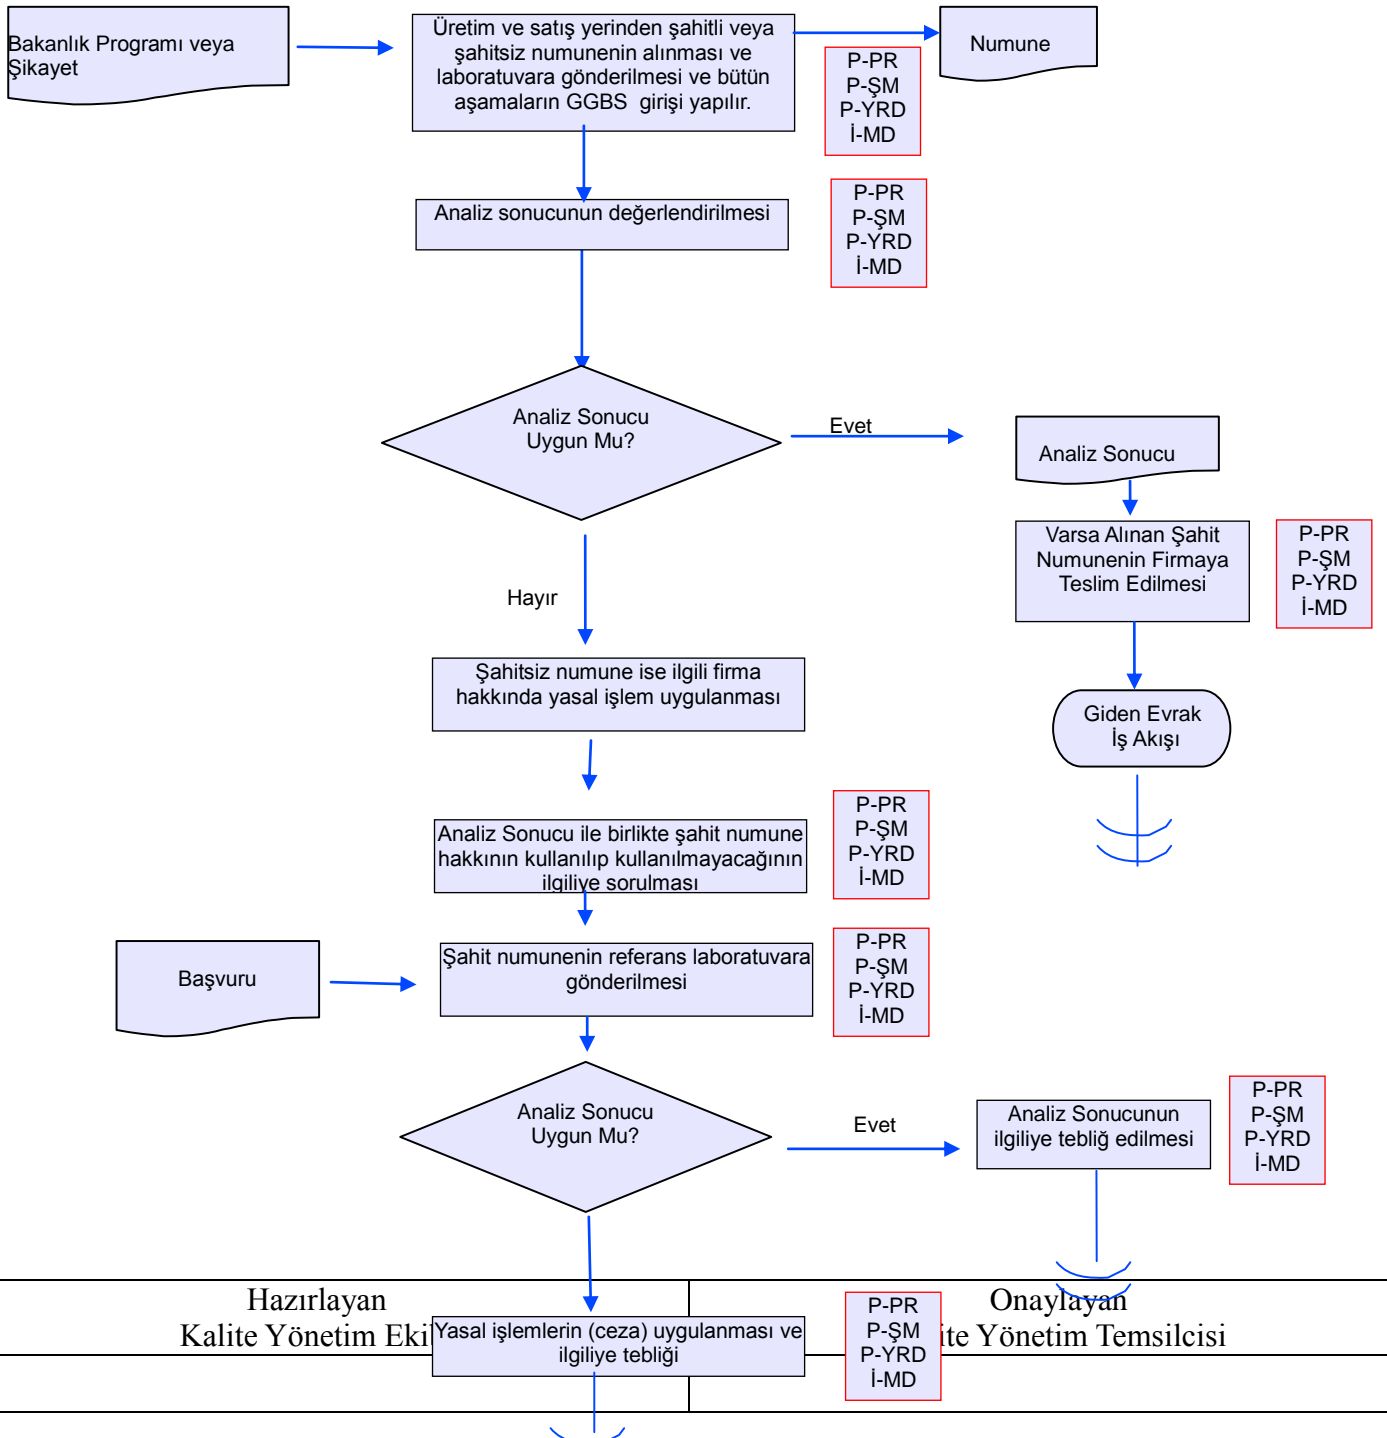 Bakanlık Programı veya
Şikayet
Üretim ve satış yerinden şahitli veya
şahitsiz numunenin alınması ve
laboratuvara gönderilmesi ve bütün
aşamaların GGBS  girişi yapılır.
Numune
P-PR
P-ŞM
P-YRD
İ-MD
Analiz sonucunun değerlendirilmesi
P-PR
P-ŞM
P-YRD
İ-MD
Analiz Sonucu
Uygun Mu?
Evet
Analiz Sonucu
Varsa Alınan Şahit
Numunenin Firmaya
Teslim Edilmesi
P-PR
P-ŞM
P-YRD
İ-MD
Hayır
Şahitsiz numune ise ilgili firma
hakkında yasal işlem uygulanması
Giden Evrak
İş Akışı
Analiz Sonucu ile birlikte şahit numune
hakkının kullanılıp kullanılmayacağının
ilgiliye sorulması
P-PR
P-ŞM
P-YRD
İ-MD
Başvuru
Şahit numunenin referans laboratuvara
gönderilmesi
P-PR
P-ŞM
P-YRD
İ-MD
Analiz Sonucu
Uygun Mu?
Evet
Analiz Sonucunun
ilgiliye tebliğ edilmesi
P-PR
P-ŞM
P-YRD
İ-MD
Hazırlayan
Kalite Yönetim Eki
Onaylayan
ite Yönetim Temsilcisi
Yasal işlemlerin (ceza) uygulanması ve
ilgiliye tebliği
P-PR
P-ŞM
P-YRD
İ-MD